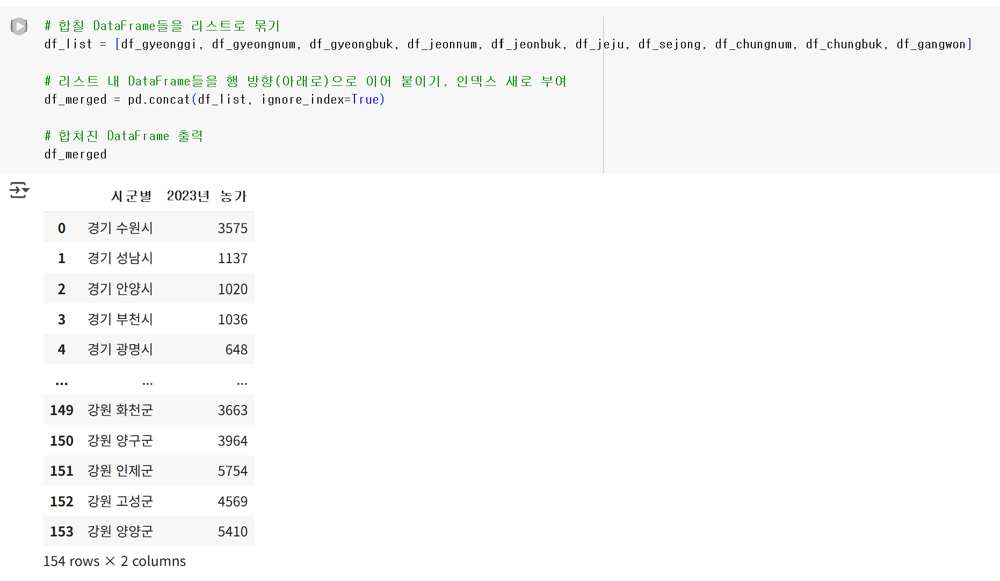 # 합칠 DataFrame들을 리스트로 묶기
df_list = [df_gyeonggi, df_gyeongnum, df_gyeongbuk, df_jeonnum, df_jeonbuk, df_jeju, df_sejong, df_chungnum, df_chungbuk, df_gangwon]
# 리스트 내 DataFrame들을 행 방향(아래로)으로 이어 붙이기, 인덱스 새로 부여
df_merged = pd.concat(df_list, ignore_index=True)
# 합쳐진 DataFrame 출력
df_merged
시군별 2023년 농가
0 경기 수원시 3575
1 경기 성남시 1137
2 경기 안양시 1020
3 경기 부천시 1036
4 경기 광명시 648
... ... ...
149 강원 화천군 3663
150 강원 양구군 3964
151 강원 인제군 5754
152 강원 고성군 4569
153 강원 양양군 5410
154 rows × 2 columns